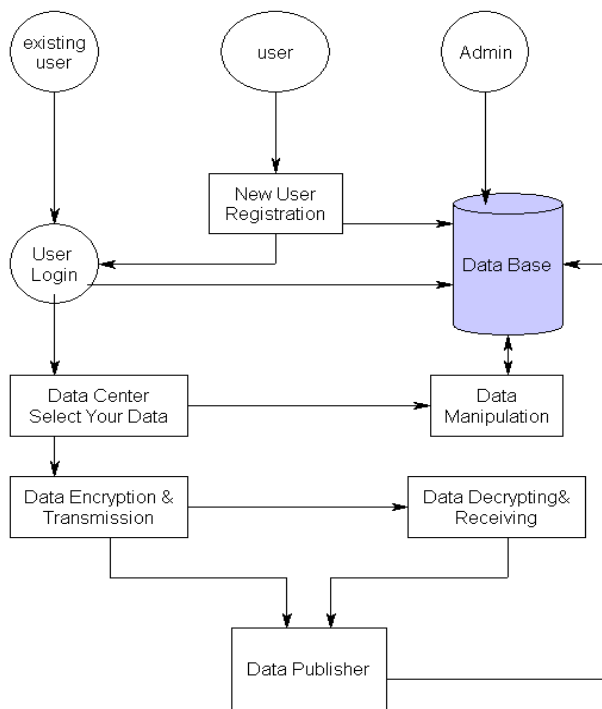 existing
user
user
Admin
New User
Registration
User
Login
Data Base
Data Center
Select Your Data
Data
Manipulation
Data Encryption &
Transmission
Data Decrypting&
Receiving
Data Publisher